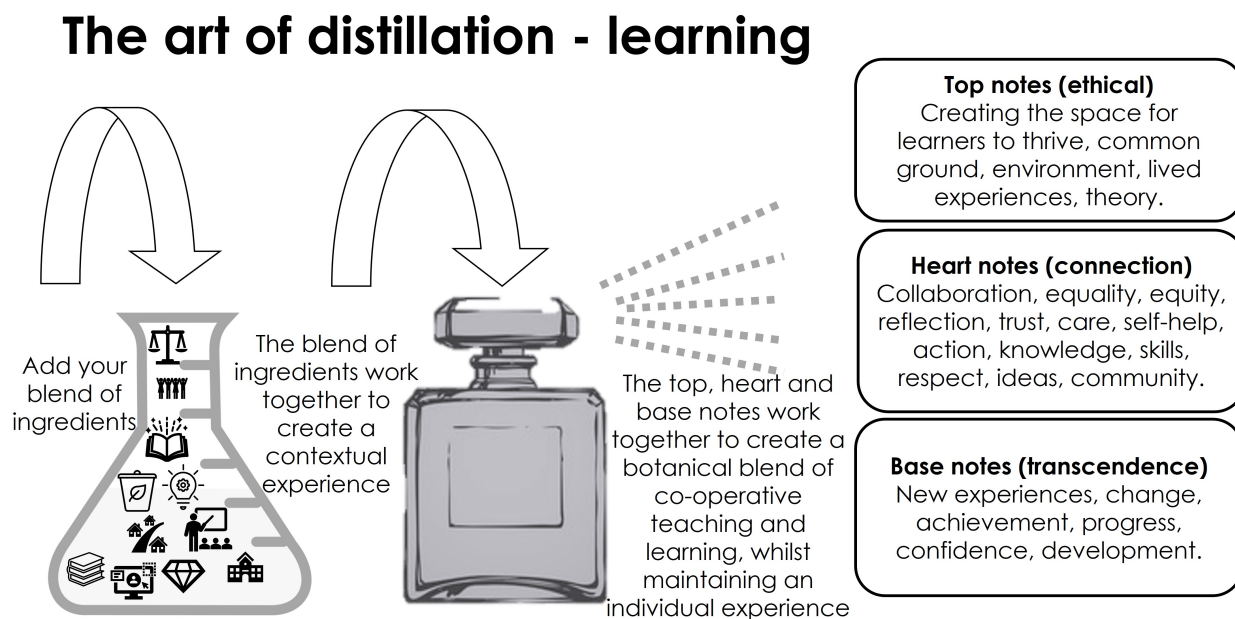 The art of distillation - learning
Add your
blend of
ingredients
The blend of
ingredients work
together to
create a
contextual
experience
The top, heart and
base notes work
together to create a
botanical blend of
co-operative
teaching and
learning, whilst
maintaining an
individual experience
Top notes (ethical)
Creating the space for
learners to thrive, common
ground, environment, lived
experiences, theory.
Heart notes (connection)
Collaboration, equality, equity,
reflection, trust, care, self-help,
action, knowledge, skills,
respect, ideas, community.
Base notes (transcendence)
New experiences, change,
achievement, progress,
confidence, development.